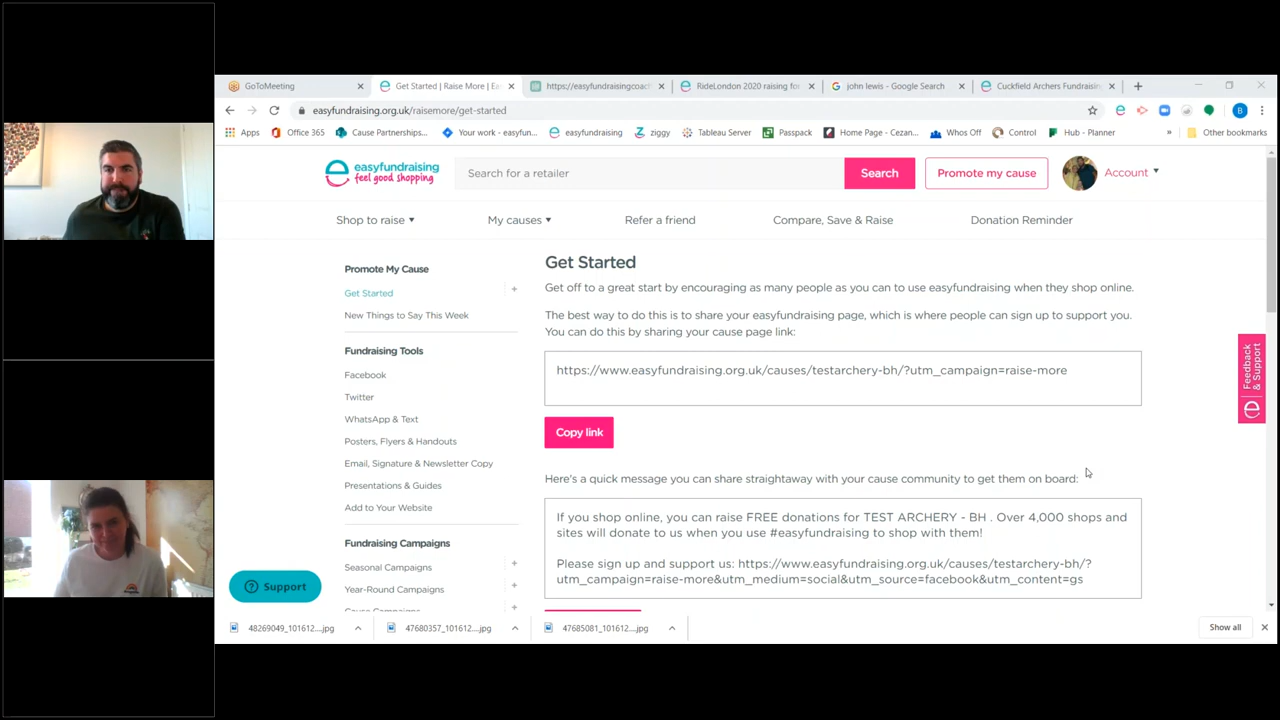 GoToMeeting
Get Started | Raise More | Ea
https://easyfundraisingcoach
RideLondon 2020 raising for
john lewis - Google Search
Cuckfield Archers Fundraising
easyfundraising.org.uk/raisemore/get-started
B
Apps
Office 365
Cause Partnerships...
Your work - easyfun...
easyfundraising
ziggy
Tableau Server
Passpack
Home Page - Cezan...
Whos Off
Control
Hub - Planner
»
Other bookmarks
easyfundraising
feel good shopping
Search for a retailer
Search
Promote my cause
Account
Shop to raise
My causes
Refer a friend
Compare, Save & Raise
Donation Reminder
Promote My Cause
Get Started
New Things to Say This Week
Fundraising Tools
Facebook
Twitter
WhatsApp & Text
Posters, Flyers & Handouts
Email, Signature & Newsletter Copy
Presentations & Guides
Add to Your Website
Fundraising Campaigns
Seasonal Campaigns
Year-Round Campaigns
Cause Campaigns
Get Started
Get off to a great start by encouraging as many people as you can to use easyfundraising when they shop online.
The best way to do this is to share your easyfundraising page, which is where people can sign up to support you.
You can do this by sharing your cause page link:
https://www.easyfundraising.org.uk/causes/testarchery-bh/?utm_campaign=raise-more
Copy link
Here's a quick message you can share straightaway with your cause community to get them on board:
If you shop online, you can raise FREE donations for TEST ARCHERY - BH . Over 4,000 shops and
sites will donate to us when you use #easyfundraising to shop with them!
Please sign up and support us: https://www.easyfundraising.org.uk/causes/testarchery-bh/?
utm_campaign=raise-more&utm_medium=social&utm_source=facebook&utm_content=gs
Feedback
& Support
Support
48269049_101612....jpg
47680357_101612....jpg
47685081_101612....jpg
Show all